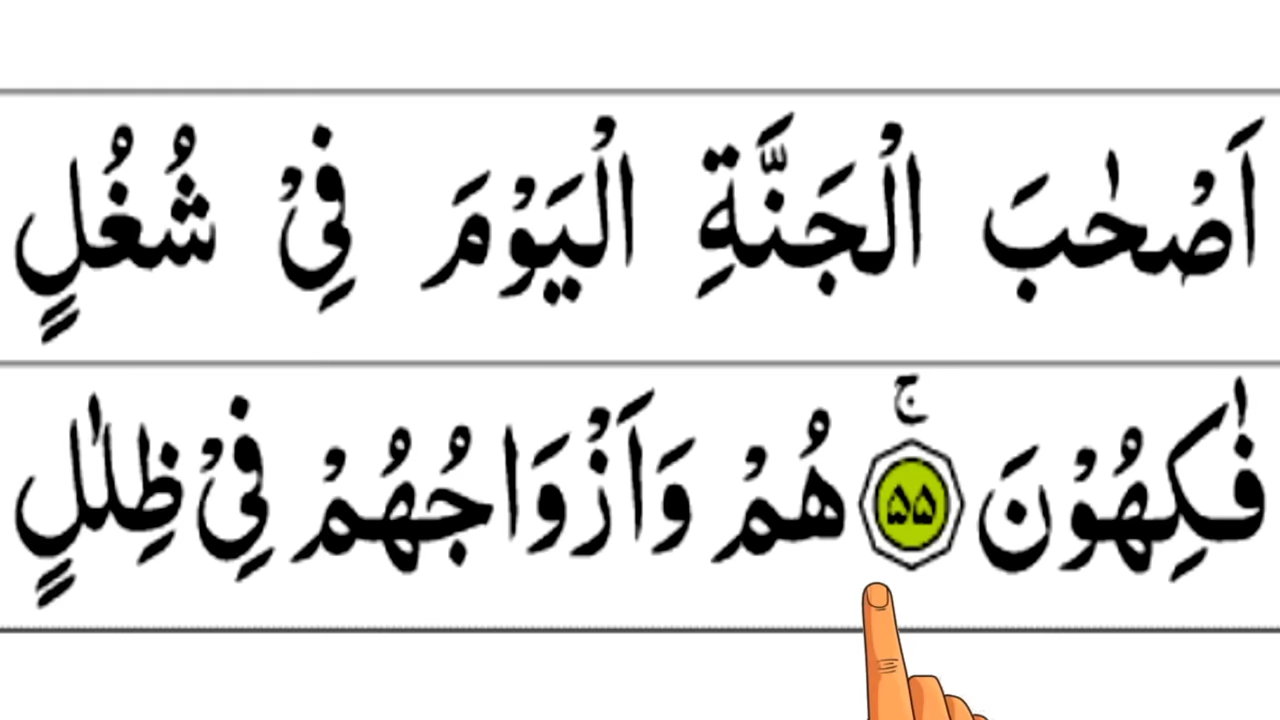 اَصْحٰبَ الْجَنَّةِ الْيَوْمَ فِيْ شُغُلٍ
فٰكِهُوْنَ ۚ ۵۵ هُمْ وَاَزْوَاجُهُمْ فِيْ ظِلٰلٍ